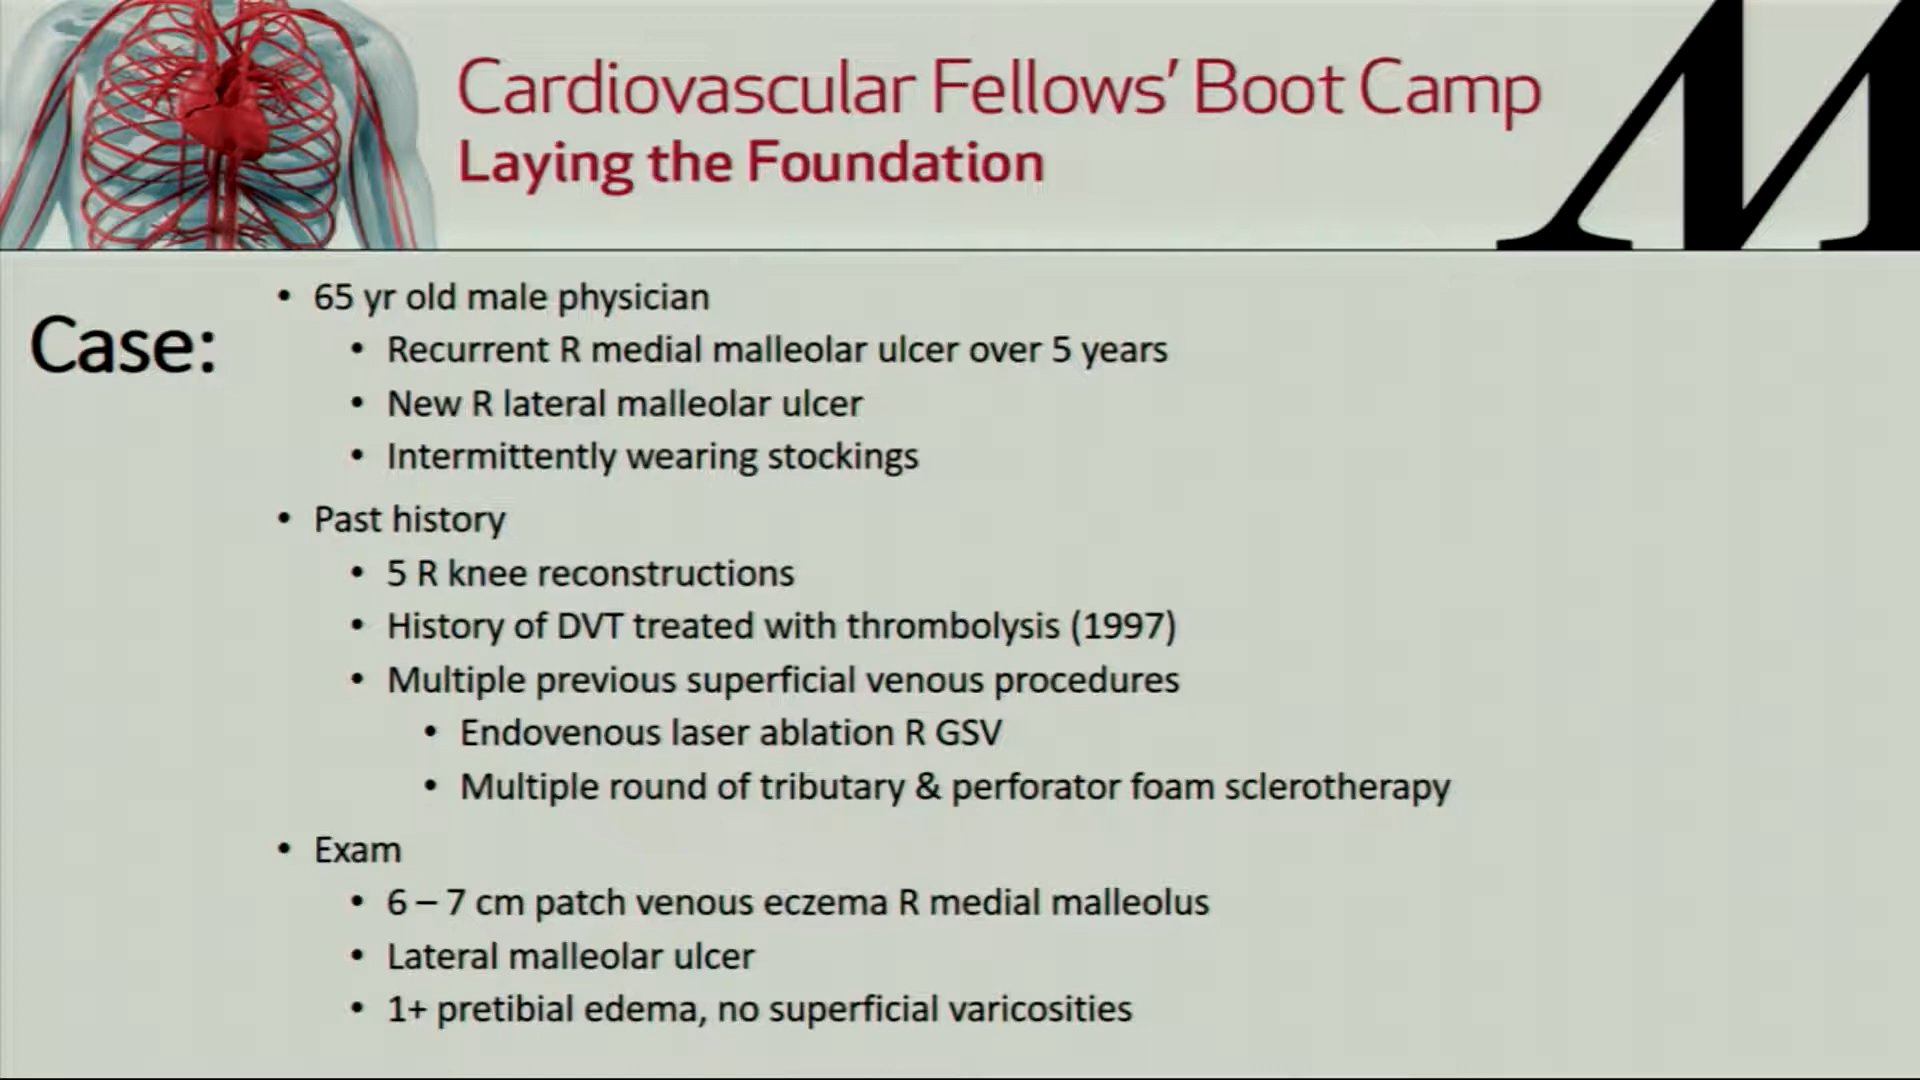 Cardiovascular Fellows' Boot Camp
Laying the Foundation
M
Case:
• 65 yr old male physician
• Recurrent R medial malleolar ulcer over 5 years
• New R lateral malleolar ulcer
• Intermittently wearing stockings
• Past history
• 5 R knee reconstructions
• History of DVT treated with thrombolysis (1997)
• Multiple previous superficial venous procedures
• Endovenous laser ablation R GSV
• Multiple round of tributary & perforator foam sclerotherapy
• Exam
• 6 – 7 cm patch venous eczema R medial malleolus
• Lateral malleolar ulcer
• 1+ pretibial edema, no superficial varicosities